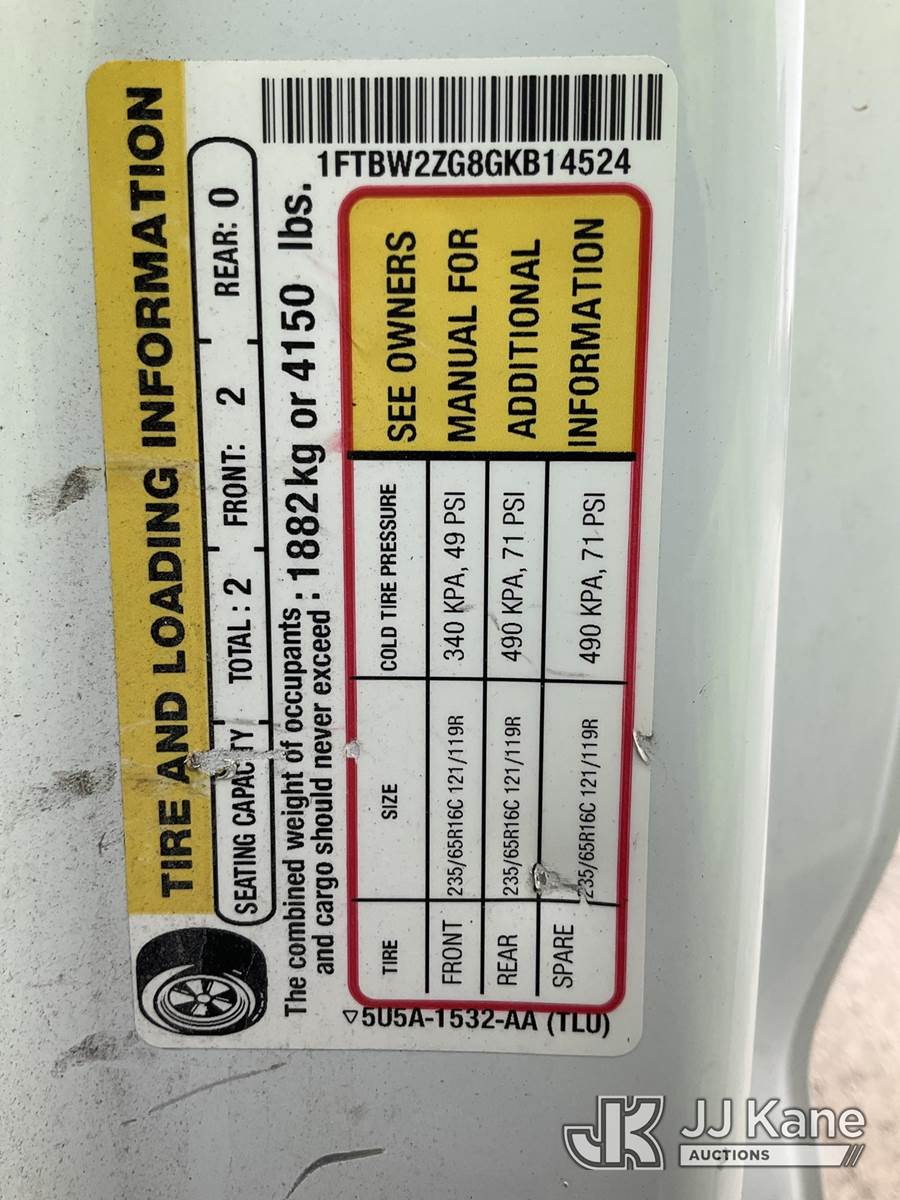 TIRE AND LOADING INFORMATION
SEATING CAPACITY TOTAL : 2 FRONT: 2 REAR: 0
The combined weight of occupants
and cargo should never exceed : 1882kg or 4150 lbs.
1FTBW2ZG8GKB14524
TIRE SIZE COLD TIRE PRESSURE
FRONT 235/65R16C 121/119R 340 KPA, 49 PSI
REAR 235/65R16C 121/119R 490 KPA, 71 PSI
SPARE 235/65R16C 121/119R 490 KPA, 71 PSI
SEE OWNERS
MANUAL FOR
ADDITIONAL
INFORMATION
5U5A-1532-AA (TLU)
JK JJ Kane
AUCTIONS